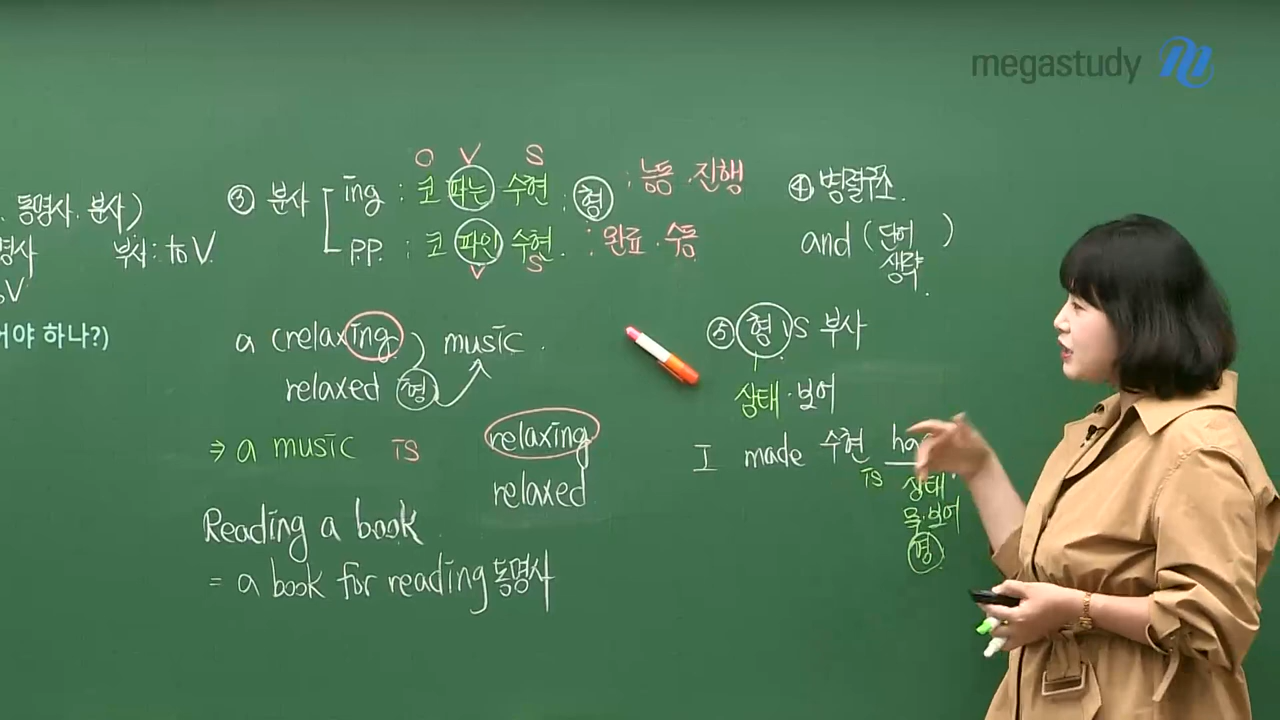 megastudy
동명사. 분사)
명사 부사: to V.
V
어야 하나?)
③ 분사
O V S
ing : 코 파는 수현 : 형 : 능동. 진행
P.P. : 코 파인 수현. : 완료. 수동
V S
a (relaxing) music.
relaxed 형
⇒ a music is relaxing
relaxed
Reading a book
= a book for reading 동명사
④ 병렬구조.
and (단어 )
생략.
⑤ 형 VS 부사
상태. 보어
I made 수현
is 상태.
목.보어
형